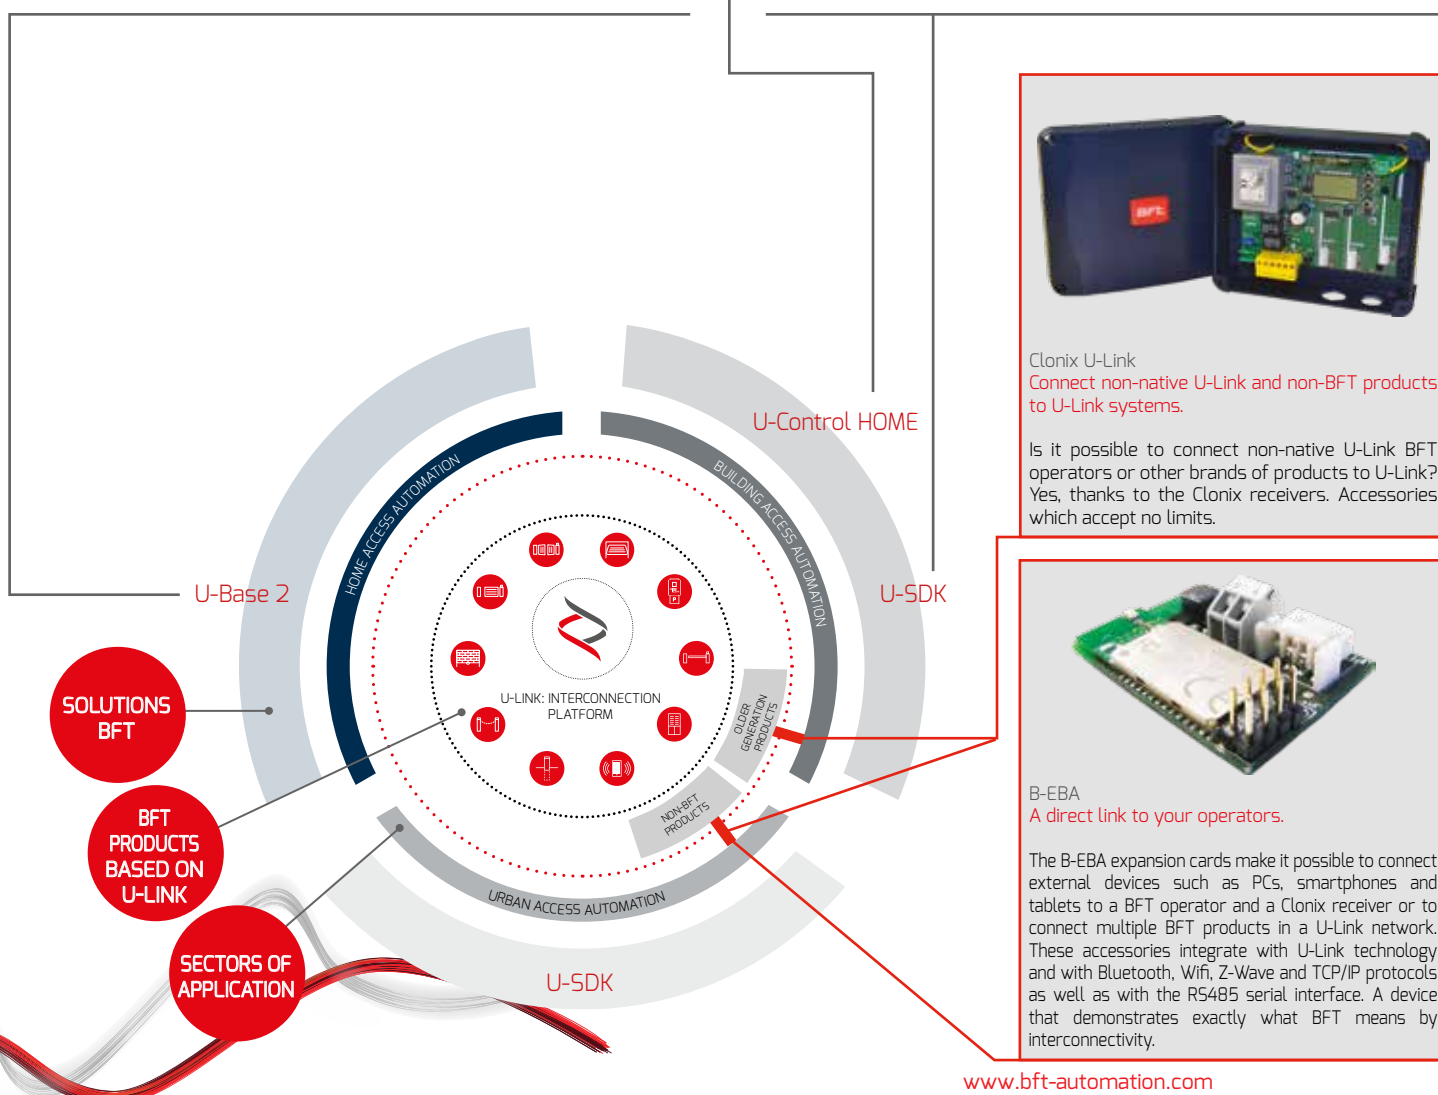 U-Control HOME
U-Base 2
U-SDK
HOME ACCESS AUTOMATION
BUILDING ACCESS AUTOMATION
P
U-LINK: INTERCONNECTION
PLATFORM
OLDER
GENERATION
PRODUCTS
NON-BFT
PRODUCTS
URBAN ACCESS AUTOMATION
U-SDK
SOLUTIONS
BFT
BFT
PRODUCTS
BASED ON
U-LINK
SECTORS OF
APPLICATION
BFT
Clonix U-Link
Connect non-native U-Link and non-BFT products
to U-Link systems.
Is it possible to connect non-native U-Link BFT
operators or other brands of products to U-Link?
Yes, thanks to the Clonix receivers. Accessories
which accept no limits.
B-EBA
A direct link to your operators.
The B-EBA expansion cards make it possible to connect
external devices such as PCs, smartphones and
tablets to a BFT operator and a Clonix receiver or to
connect multiple BFT products in a U-Link network.
These accessories integrate with U-Link technology
and with Bluetooth, Wifi, Z-Wave and TCP/IP protocols
as well as with the RS485 serial interface. A device
that demonstrates exactly what BFT means by
interconnectivity.
www.bft-automation.com